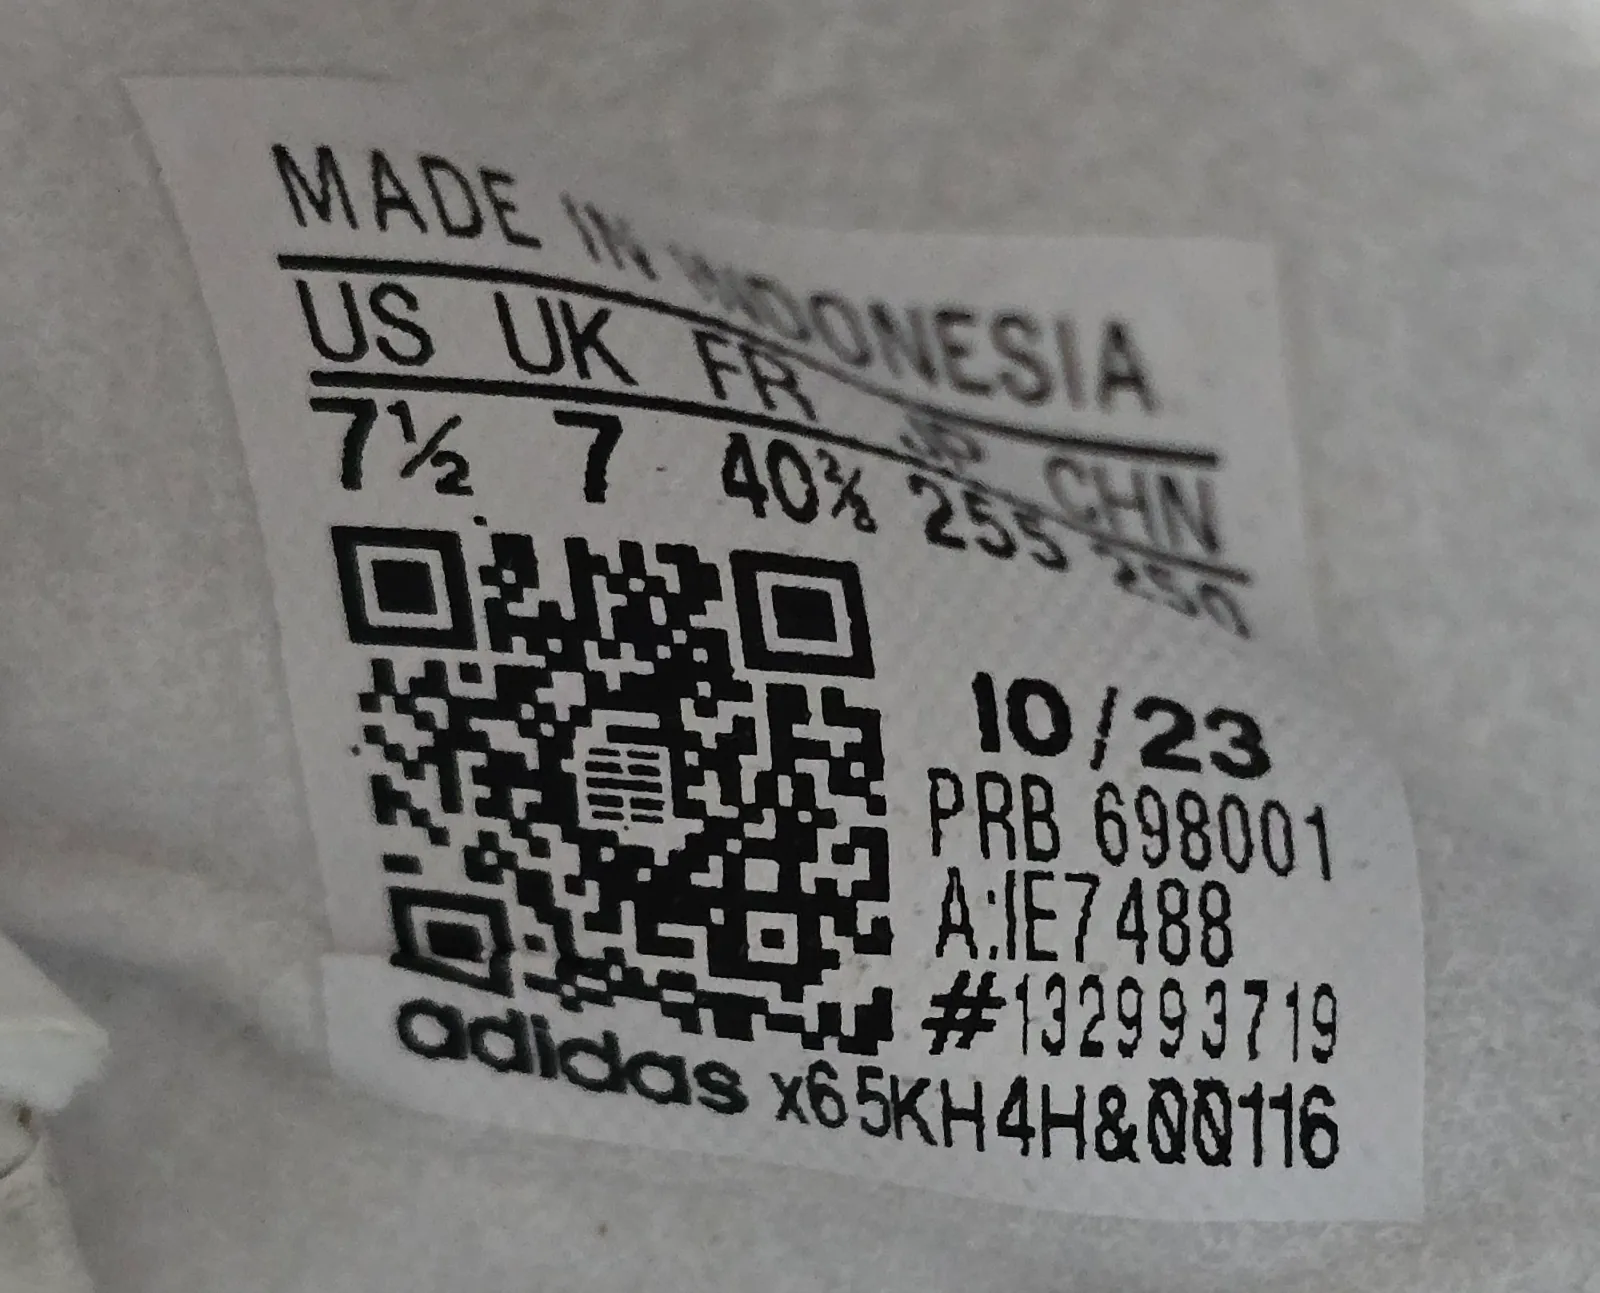 MADE IN INDONESIA
US UK FR JP CHN
7½ 7 40⅔ 255
10/23
PRB 698001
A:IE7488
#132993719
adidas x65KH4H&00116